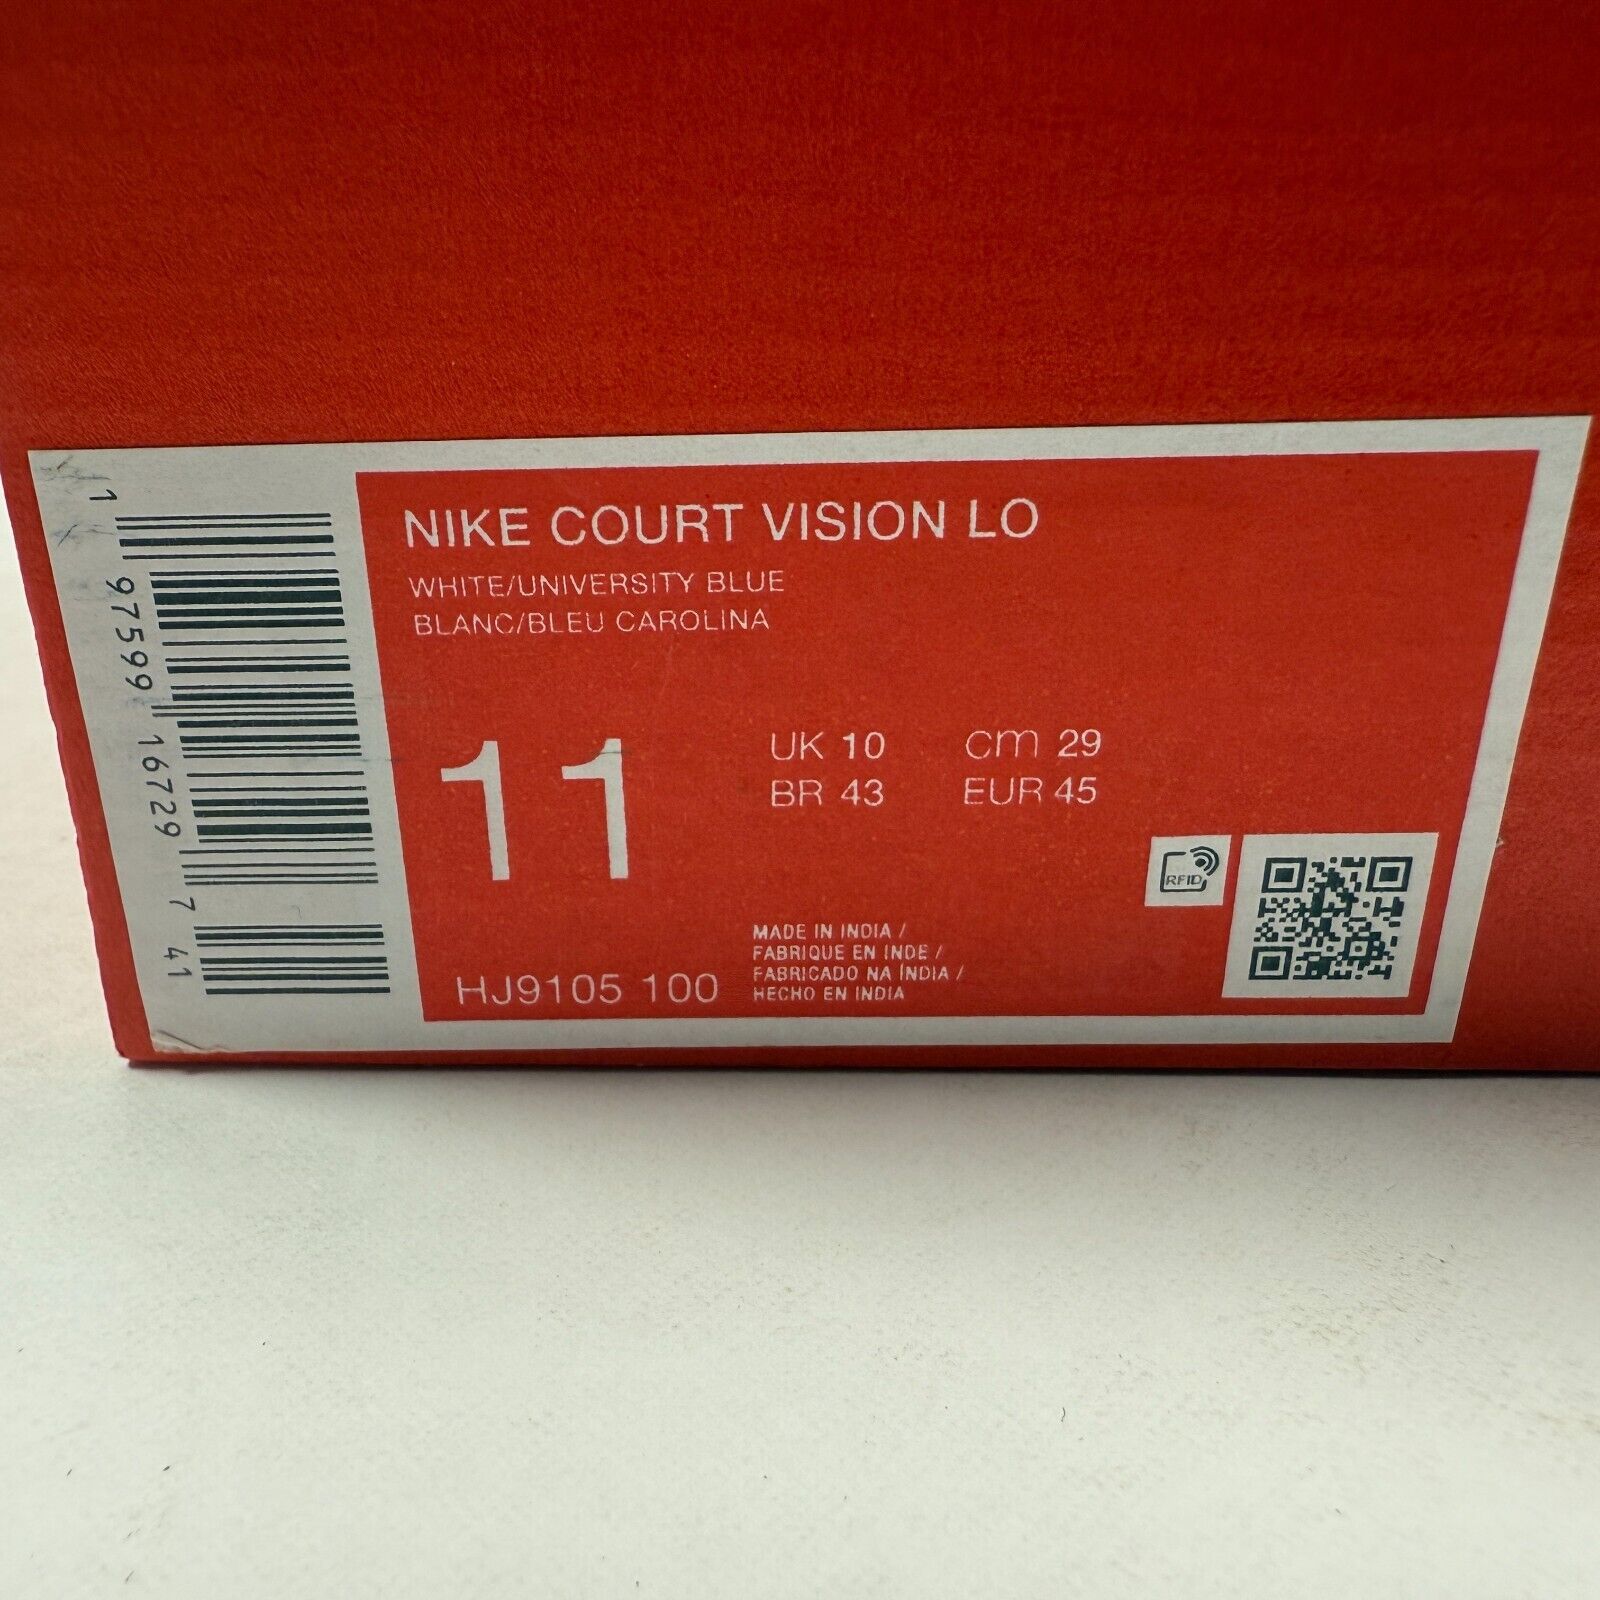 1 97599 16729 7 41
NIKE COURT VISION LO
WHITE/UNIVERSITY BLUE
BLANC/BLEU CAROLINA
11
UK 10 cm 29
BR 43 EUR 45
RFID
HJ9105 100
MADE IN INDIA /
FABRIQUE EN INDE /
FABRICADO NA ÍNDIA /
HECHO EN INDIA